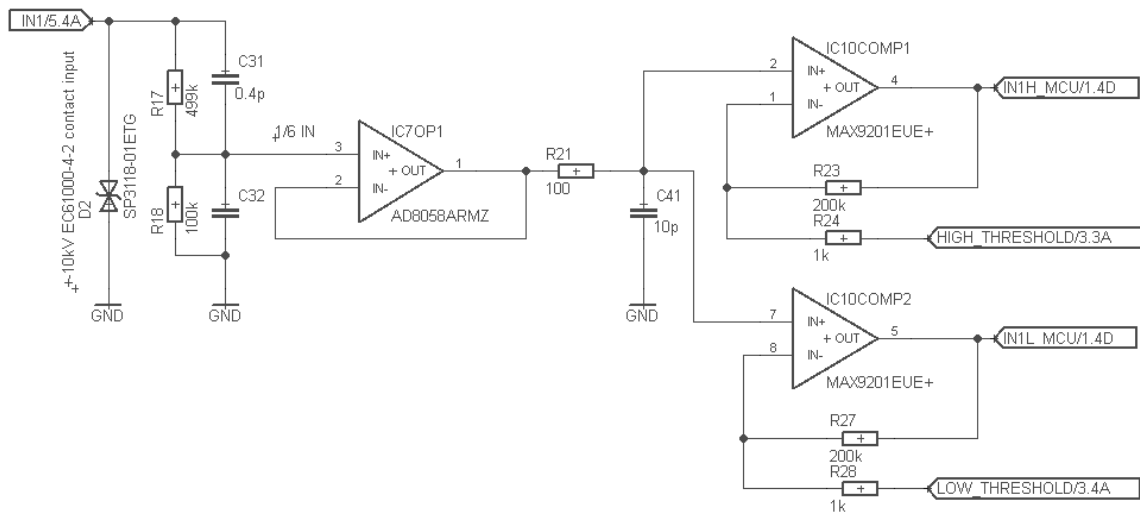 IN1/5.4A
+-10kV EC61000-4-2 contact input
D2
SP3118-01ETG
R17
499k
C31
0.4p
R18
100k
C32
GND
GND
1/6 IN
3
2
IC7OP1
IN+
+ OUT
IN-
1
AD8058ARMZ
R21
100
C41
10p
GND
IC10COMP1
2
1
IN+
+ OUT
IN-
4
MAX9201EUE+
IN1H_MCU/1.4D
R23
200k
R24
1k
HIGH_THRESHOLD/3.3A
IC10COMP2
7
8
IN+
+ OUT
IN-
5
MAX9201EUE+
IN1L_MCU/1.4D
R27
200k
R28
1k
LOW_THRESHOLD/3.4A